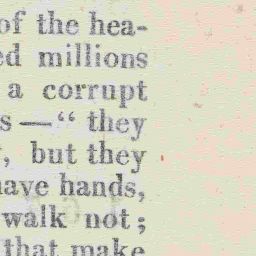 of the hea-
ed millions
a corrupt
s—“ they
, but they
have hands,
walk not;
that make